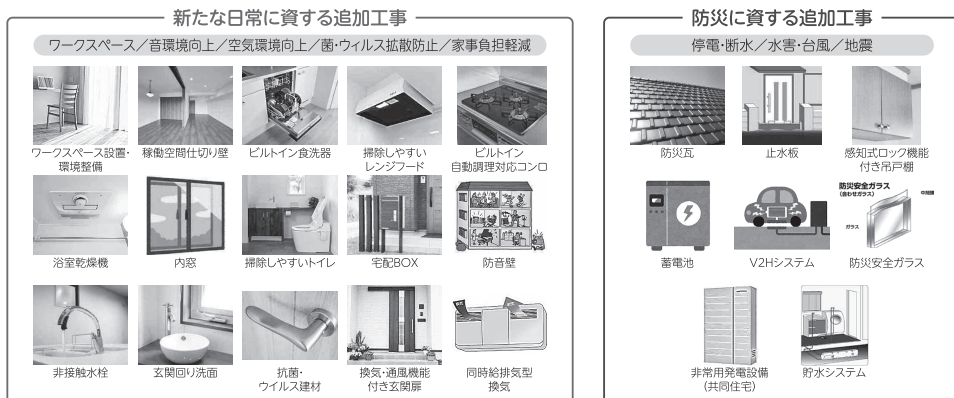 新たな日常に資する追加工事
ワークスペース／音環境向上／空気環境向上／菌・ウィルス拡散防止／家事負担軽減
ワークスペース設置・
環境整備
稼働空間仕切り壁
ビルトイン食洗器
掃除しやすい
レンジフード
ビルトイン
自動調理対応コンロ
浴室乾燥機
内窓
掃除しやすいトイレ
宅配BOX
防音壁
非接触水栓
玄関回り洗面
抗菌・
ウイルス建材
換気・通風機能
付き玄関扉
同時給排気型
換気
防災に資する追加工事
停電・断水／水害・台風／地震
防災瓦
止水板
感知式ロック機能
付き吊戸棚
蓄電池
V2Hシステム
防災安全ガラス
(合わせガラス)
中間膜
ガラス
防災安全ガラス
非常用発電設備
（共同住宅）
貯水システム